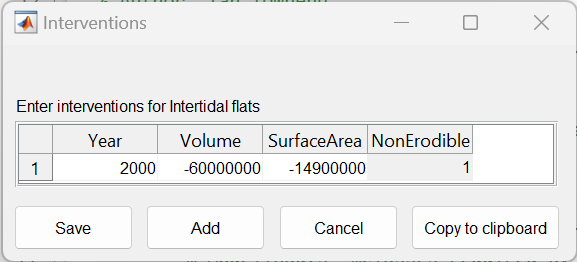 Interventions
Enter interventions for Intertidal flats
Year Volume SurfaceArea NonErodible
1 2000 -60000000 -14900000 1
Save Add Cancel Copy to clipboard